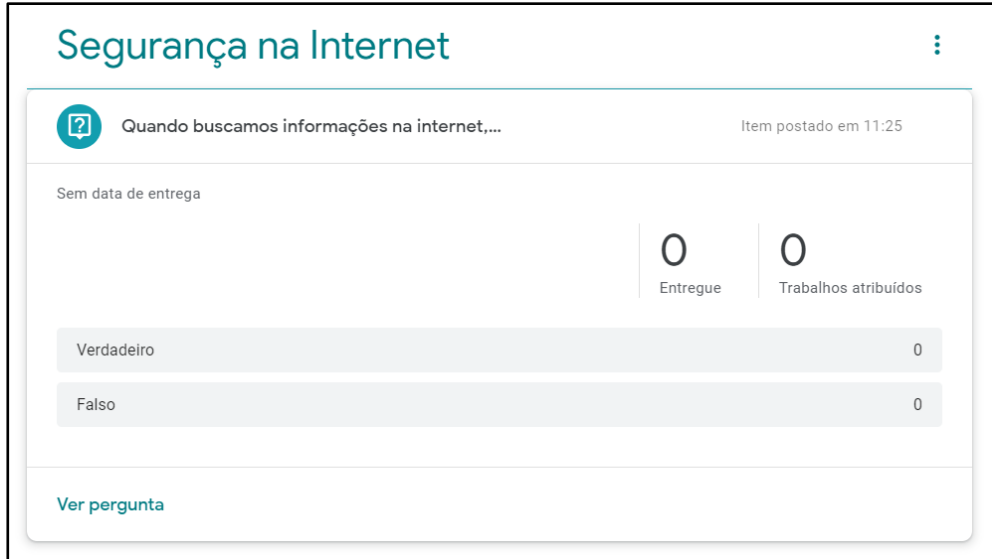 Segurança na Internet
Quando buscamos informações na internet,...
Item postado em 11:25
Sem data de entrega
0
Entregue
0
Trabalhos atribuídos
Verdadeiro 0
Falso 0
Ver pergunta